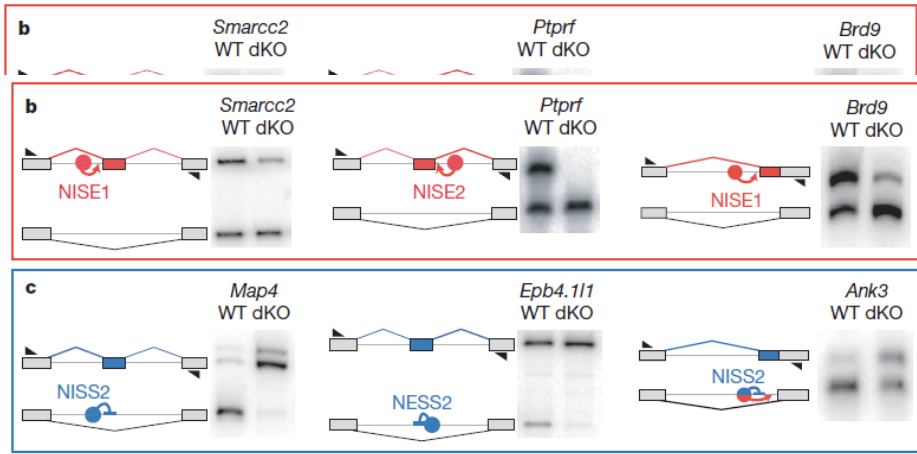 b Smarcc2 Ptprf Brd9
WT dKO WT dKO WT dKO
b Smarcc2 Ptprf Brd9
WT dKO WT dKO WT dKO
NISE1 NISE2 NISE1
c Map4 Epb4.1l1 Ank3
WT dKO WT dKO WT dKO
NISS2 NESS2 NISS2